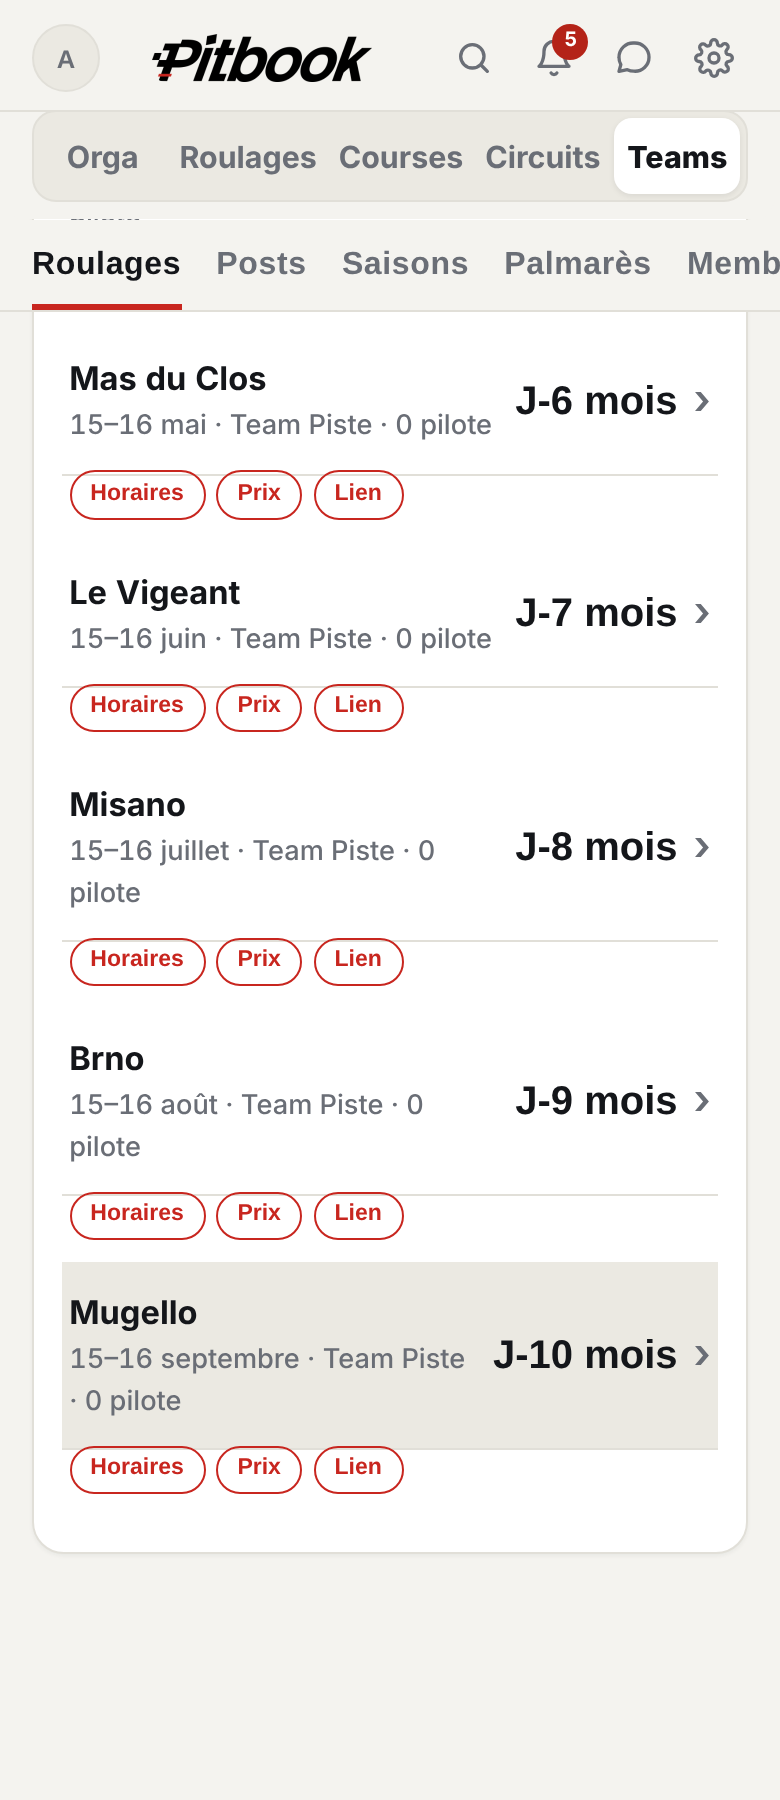 A
Pitbook
5
Orga Roulages Courses Circuits Teams
Roulages Posts Saisons Palmarès Memb
Mas du Clos
15–16 mai · Team Piste · 0 pilote
J-6 mois ›
Horaires Prix Lien
Le Vigeant
15–16 juin · Team Piste · 0 pilote
J-7 mois ›
Horaires Prix Lien
Misano
15–16 juillet · Team Piste · 0
pilote
J-8 mois ›
Horaires Prix Lien
Brno
15–16 août · Team Piste · 0
pilote
J-9 mois ›
Horaires Prix Lien
Mugello
15–16 septembre · Team Piste
· 0 pilote
J-10 mois ›
Horaires Prix Lien